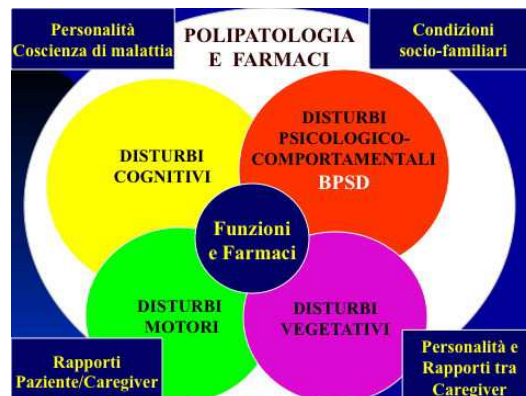 Personalità
Coscienza di malattia
POLIPATOLOGIA
E FARMACI
Condizioni
socio-familiari
DISTURBI
COGNITIVI
DISTURBI
PSICOLOGICO-
COMPORTAMENTALI
BPSD
Funzioni
e Farmaci
DISTURBI
MOTORI
DISTURBI
VEGETATIVI
Rapporti
Paziente/Caregiver
Personalità e
Rapporti tra
Caregiver